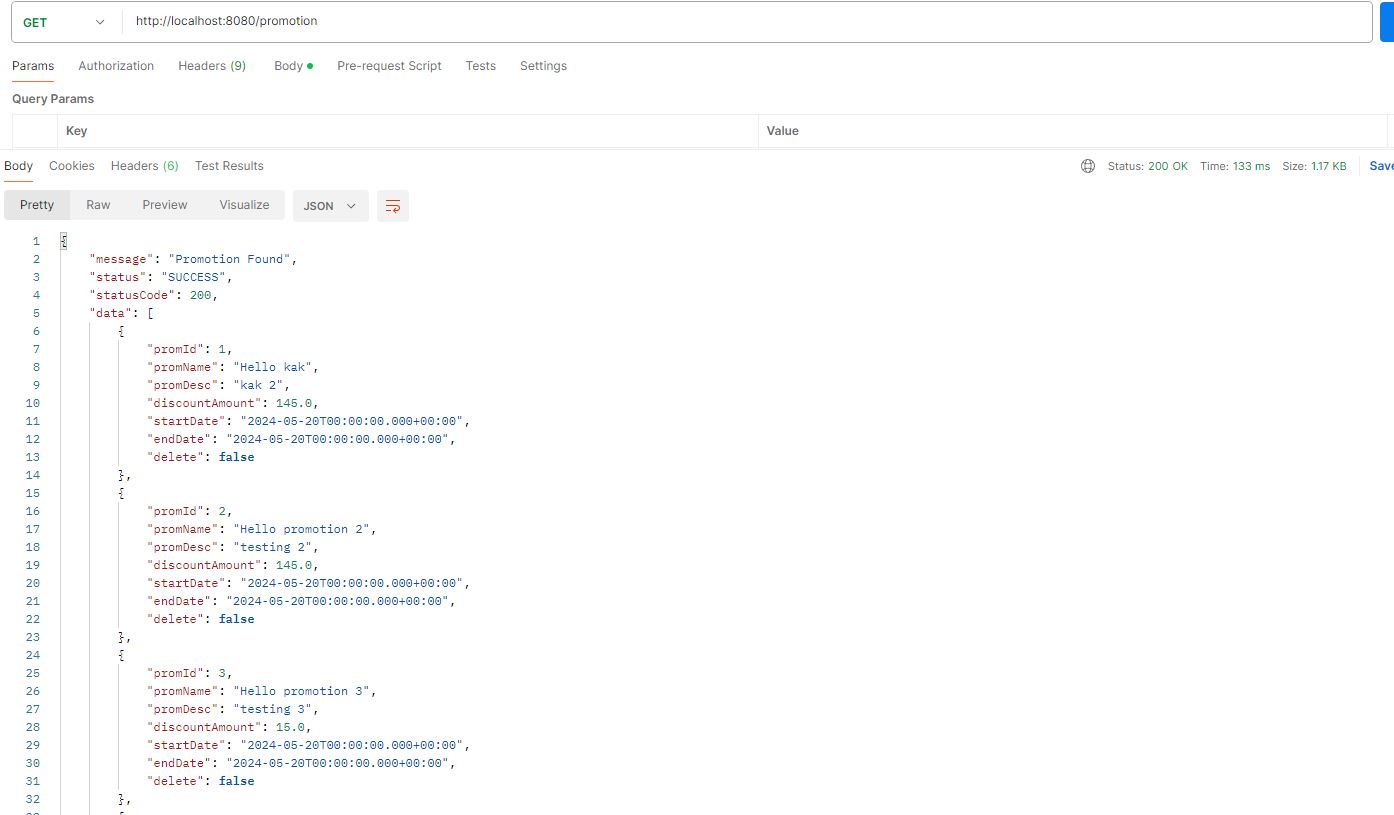 GET http://localhost:8080/promotion
Params Authorization Headers (9) Body Pre-request Script Tests Settings
Query Params
Key Value
Body Cookies Headers (6) Test Results Status: 200 OK Time: 133 ms Size: 1.17 KB Save
Pretty Raw Preview Visualize JSON
1 {
2 "message": "Promotion Found",
3 "status": "SUCCESS",
4 "statusCode": 200,
5 "data": [
6 {
7 "promId": 1,
8 "promName": "Hello kak",
9 "promDesc": "kak 2",
10 "discountAmount": 145.0,
11 "startDate": "2024-05-20T00:00:00.000+00:00",
12 "endDate": "2024-05-20T00:00:00.000+00:00",
13 "delete": false
14 },
15 {
16 "promId": 2,
17 "promName": "Hello promotion 2",
18 "promDesc": "testing 2",
19 "discountAmount": 145.0,
20 "startDate": "2024-05-20T00:00:00.000+00:00",
21 "endDate": "2024-05-20T00:00:00.000+00:00",
22 "delete": false
23 },
24 {
25 "promId": 3,
26 "promName": "Hello promotion 3",
27 "promDesc": "testing 3",
28 "discountAmount": 15.0,
29 "startDate": "2024-05-20T00:00:00.000+00:00",
30 "endDate": "2024-05-20T00:00:00.000+00:00",
31 "delete": false
32 },